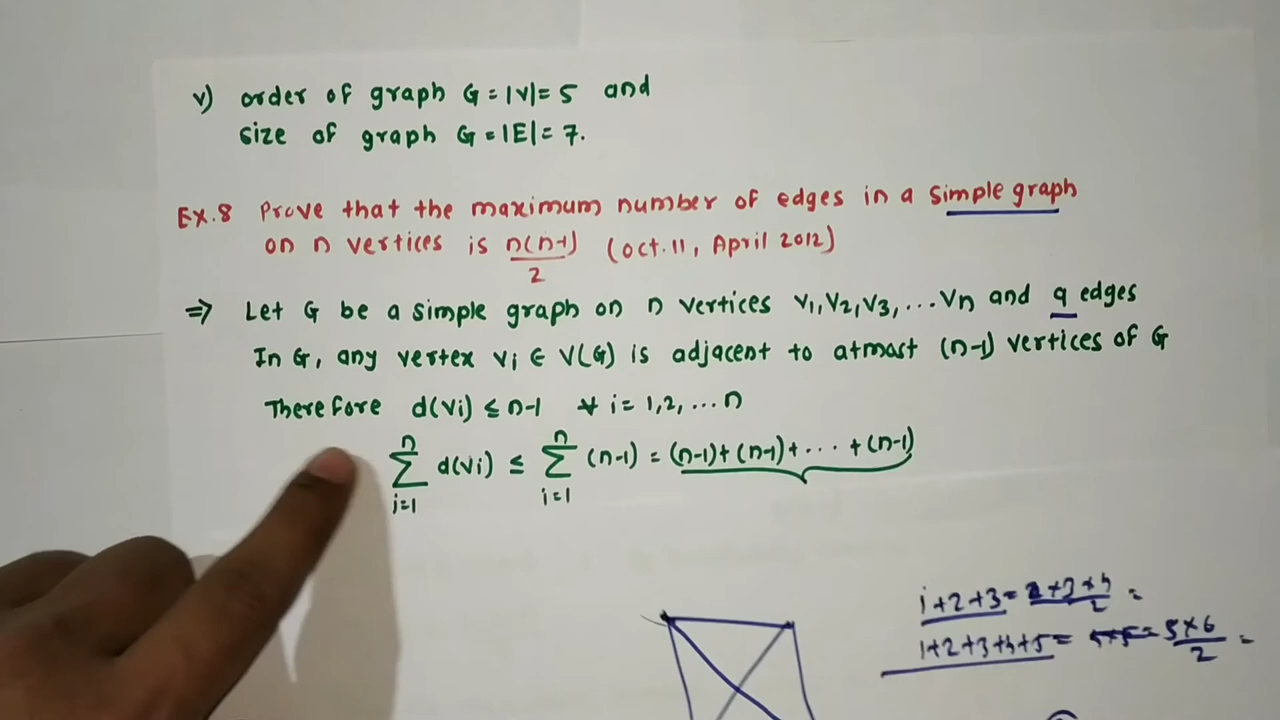 v) order of graph G = |V| = 5 and
size of graph G = |E| = 7.
Ex.8 Prove that the maximum number of edges in a simple graph
on n vertices is n(n-1)/2 (Oct.11, April 2012)
⇒ Let G be a simple graph on n vertices V1, V2, V3, ... Vn and q edges
In G, any vertex Vi ∈ V(G) is adjacent to atmost (n-1) vertices of G
Therefore d(Vi) ≤ n-1 ∀ i = 1,2, ... n
∑_{i=1}^{n} d(Vi) ≤ ∑_{i=1}^{n} (n-1) = (n-1)+(n-1)+ ... + (n-1)
1+2+3 =
1+2+3+4+5 = 5×6/2 =